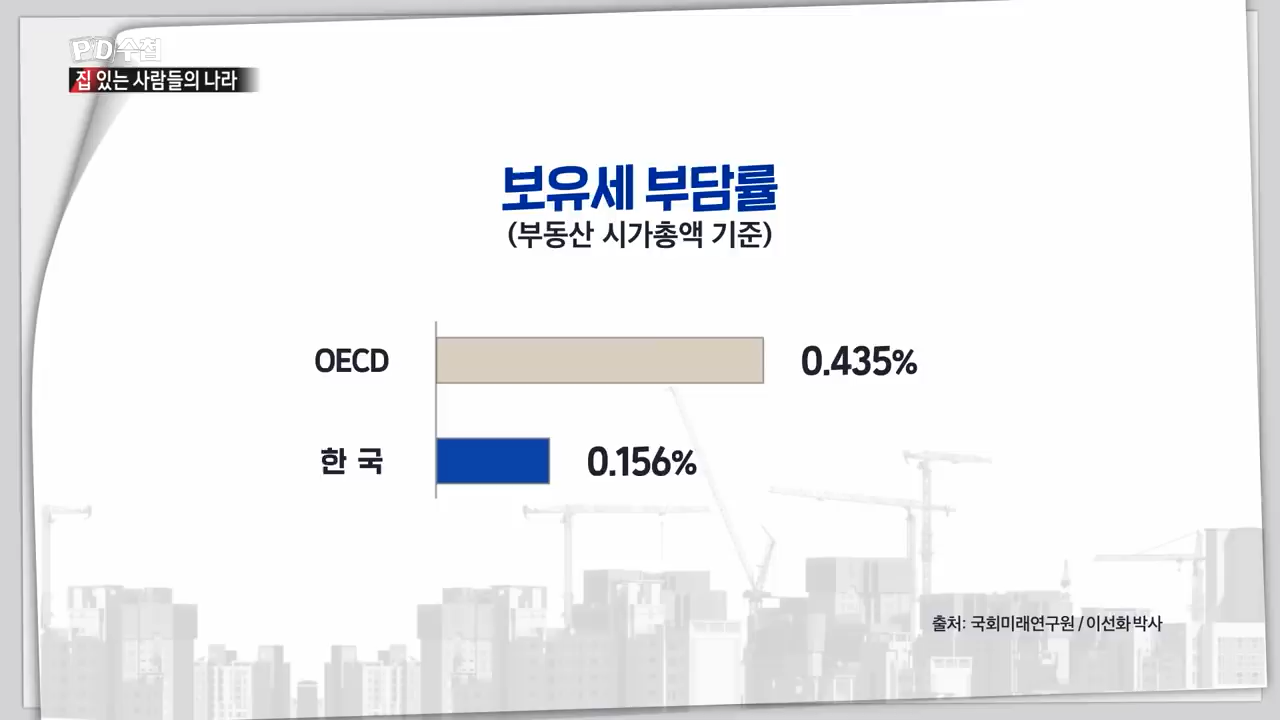 PD수첩
집 있는 사람들의 나라
보유세 부담률
(부동산 시가총액 기준)
OECD 0.435%
한국 0.156%
출처: 국회미래연구원 / 이선화 박사